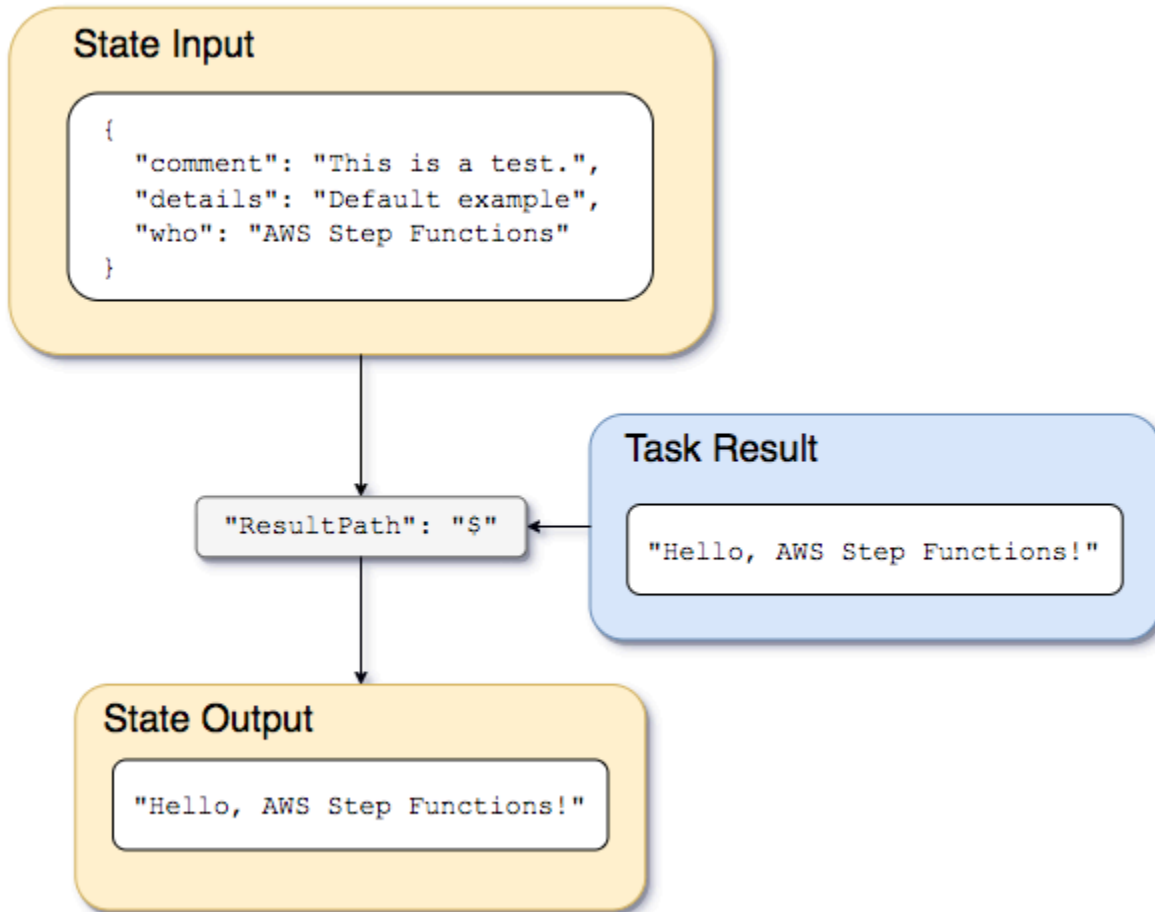 State Input
{
  "comment": "This is a test.",
  "details": "Default example",
  "who": "AWS Step Functions"
}
Task Result
"ResultPath": "$"
"Hello, AWS Step Functions!"
State Output
"Hello, AWS Step Functions!"